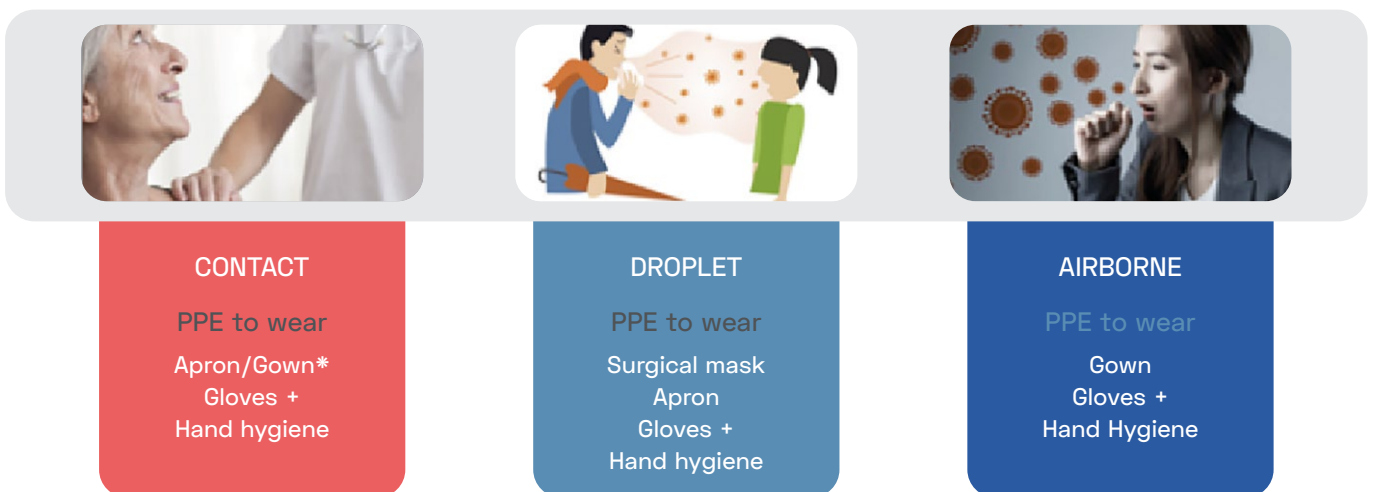 CONTACT
PPE to wear
Apron/Gown*
Gloves +
Hand hygiene
DROPLET
PPE to wear
Surgical mask
Apron
Gloves +
Hand hygiene
AIRBORNE
PPE to wear
Gown
Gloves +
Hand Hygiene